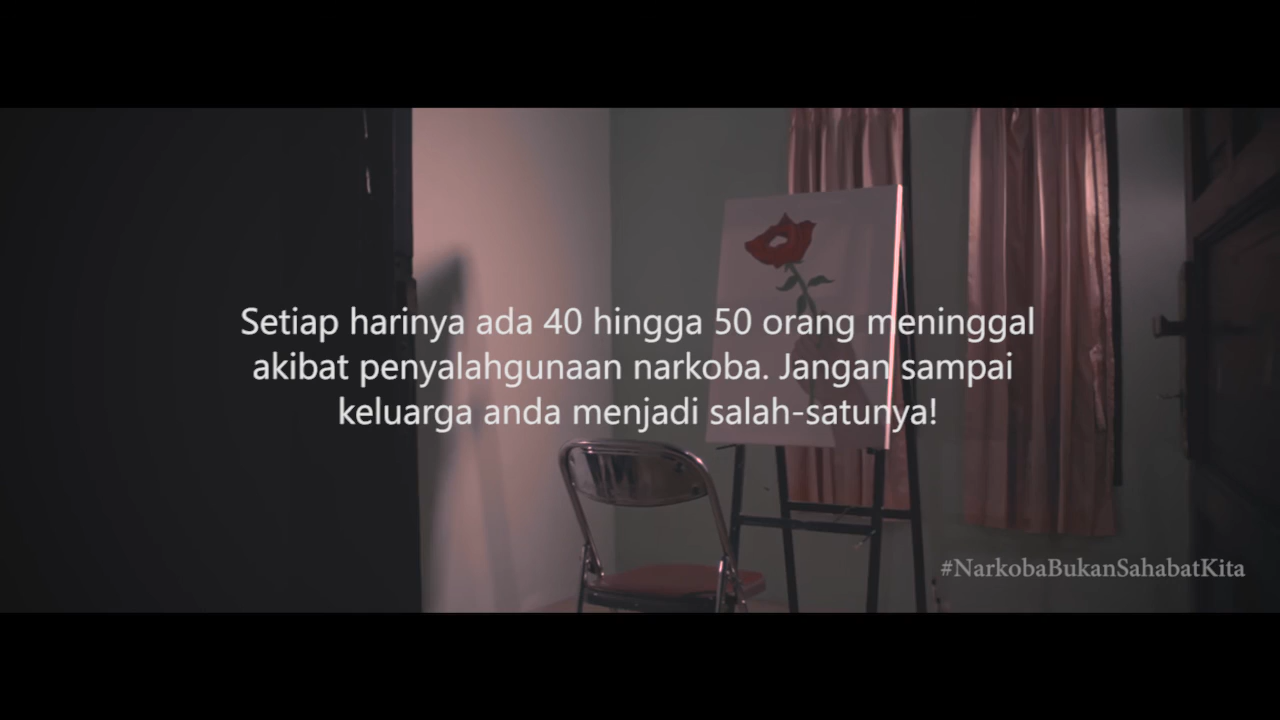 Setiap harinya ada 40 hingga 50 orang meninggal
akibat penyalahgunaan narkoba. Jangan sampai
keluarga anda menjadi salah-satunya!
#NarkobaBukanSahabatKita